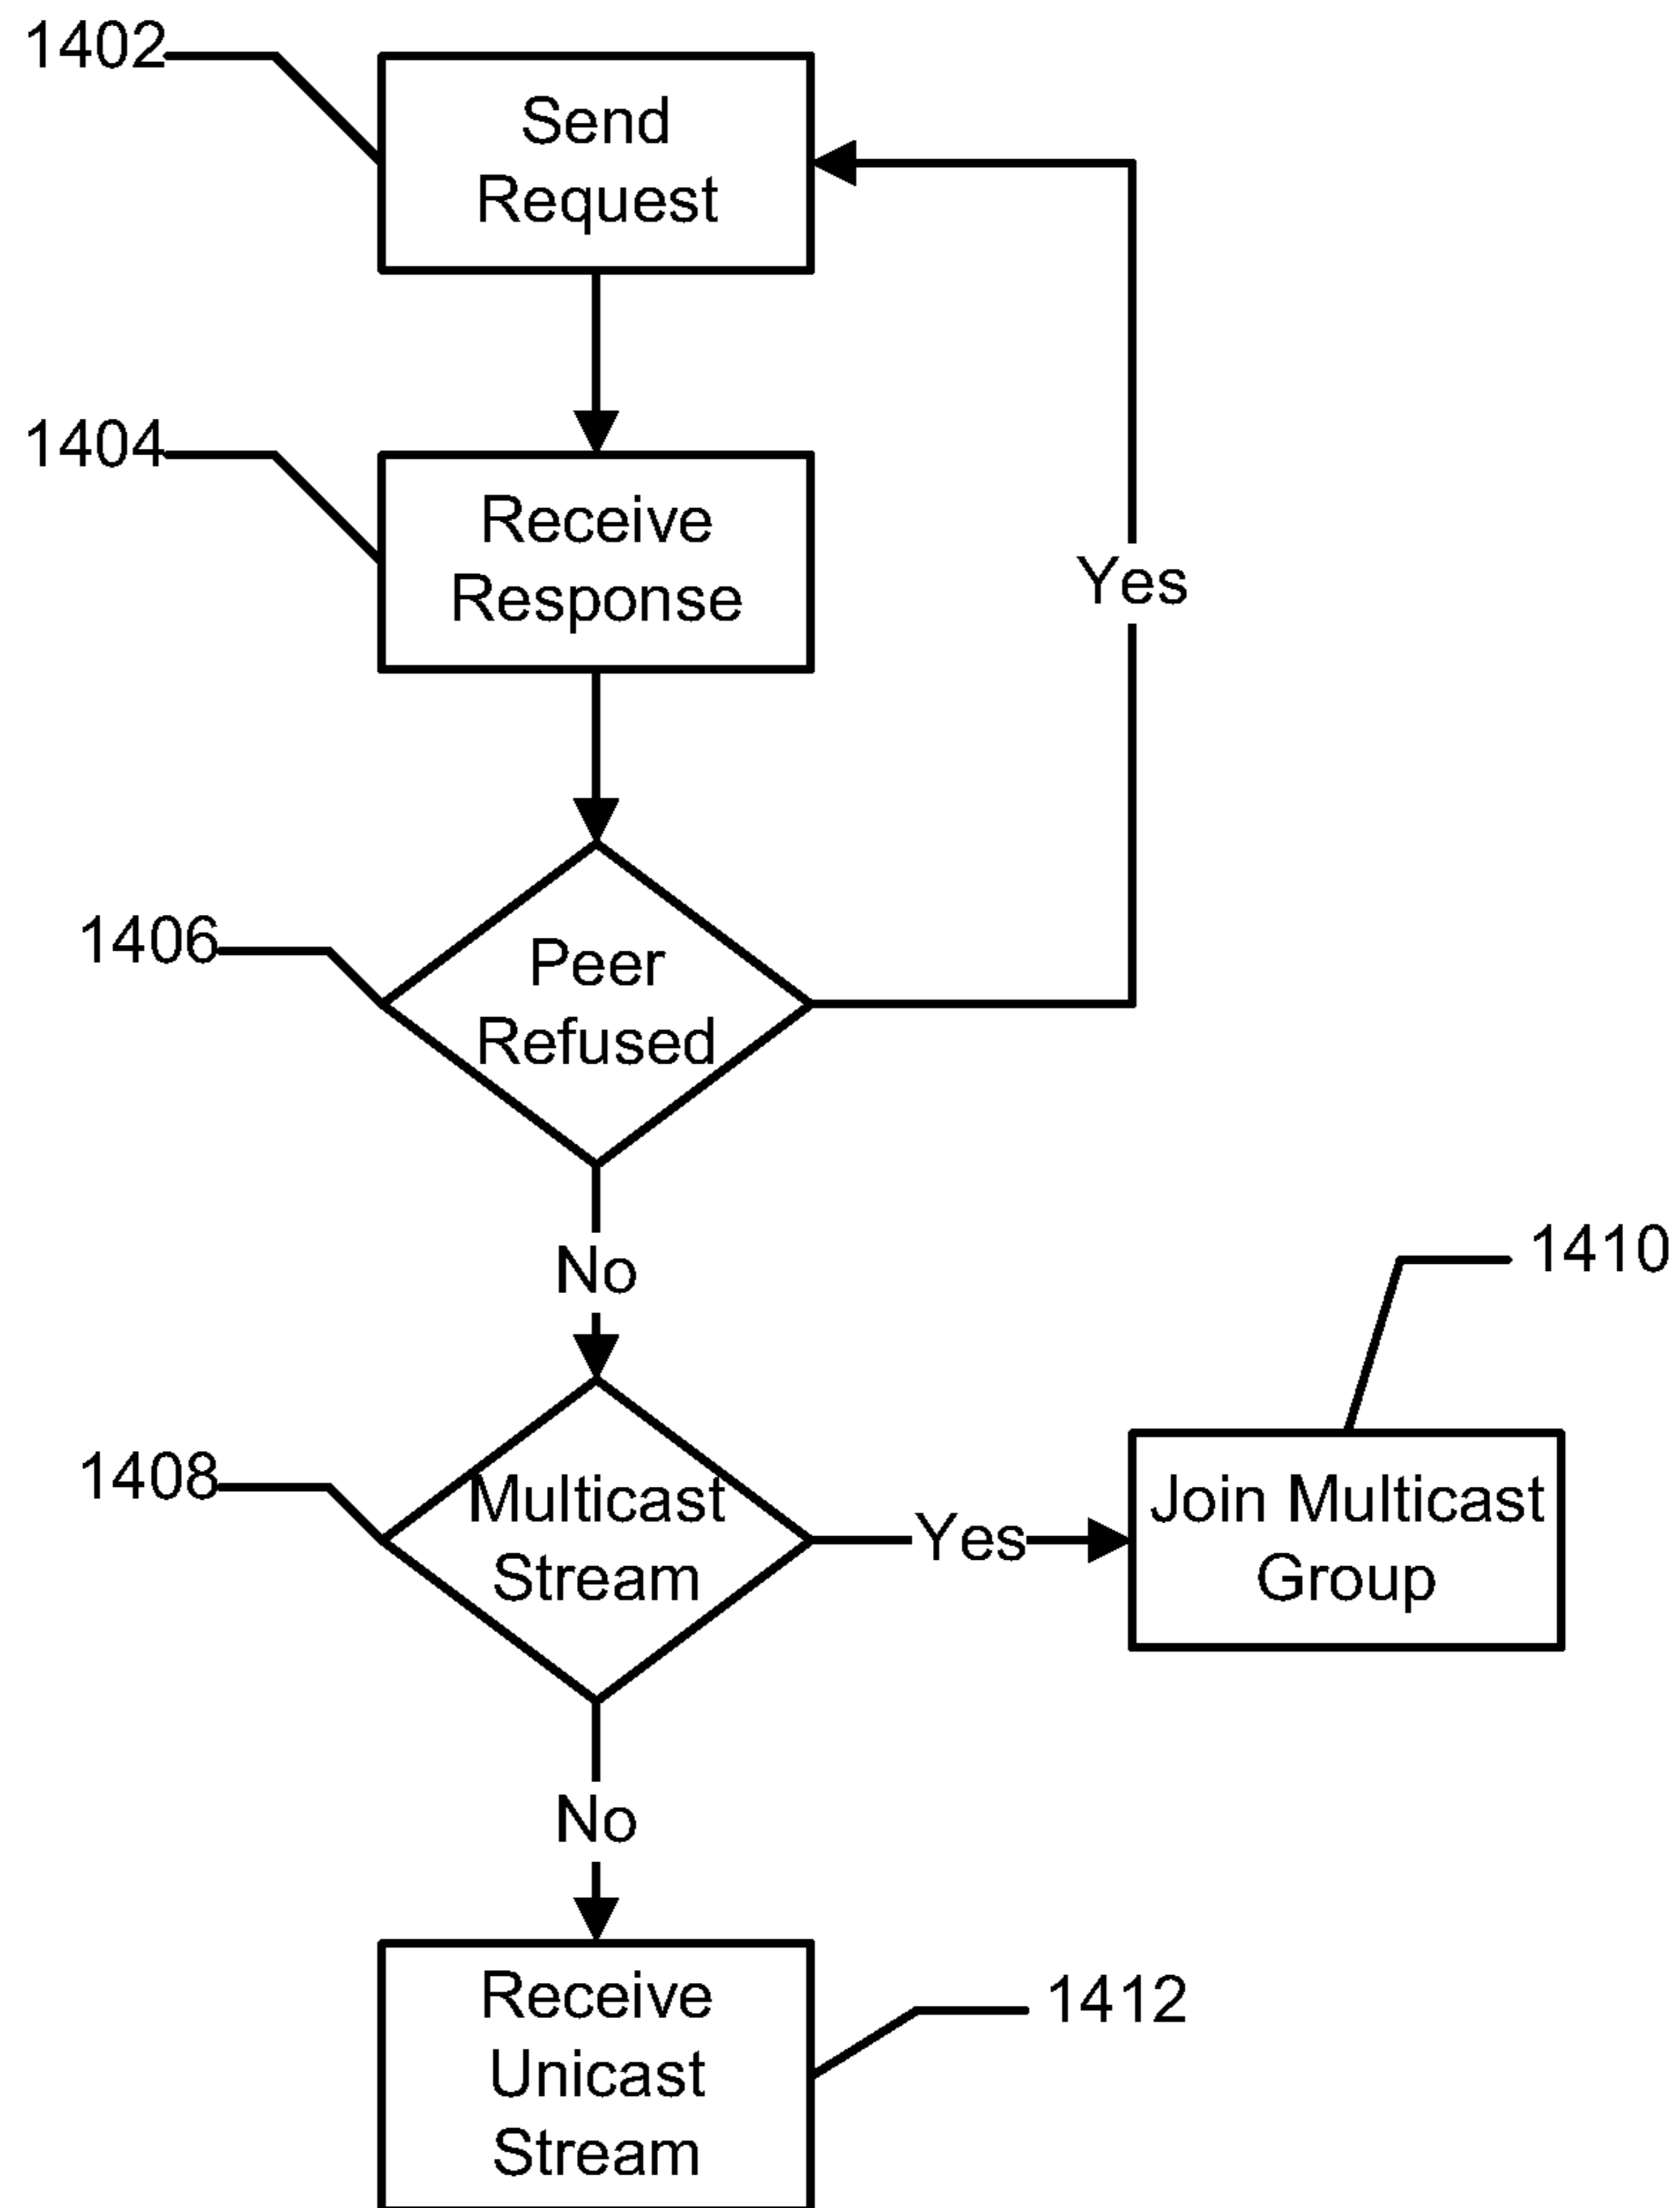 1402
Send
Request
1404
Receive
Response
Yes
1406
Peer
Refused
No
1410
1408
Multicast
Stream
Yes
Join Multicast
Group
No
Receive
Unicast
Stream
1412